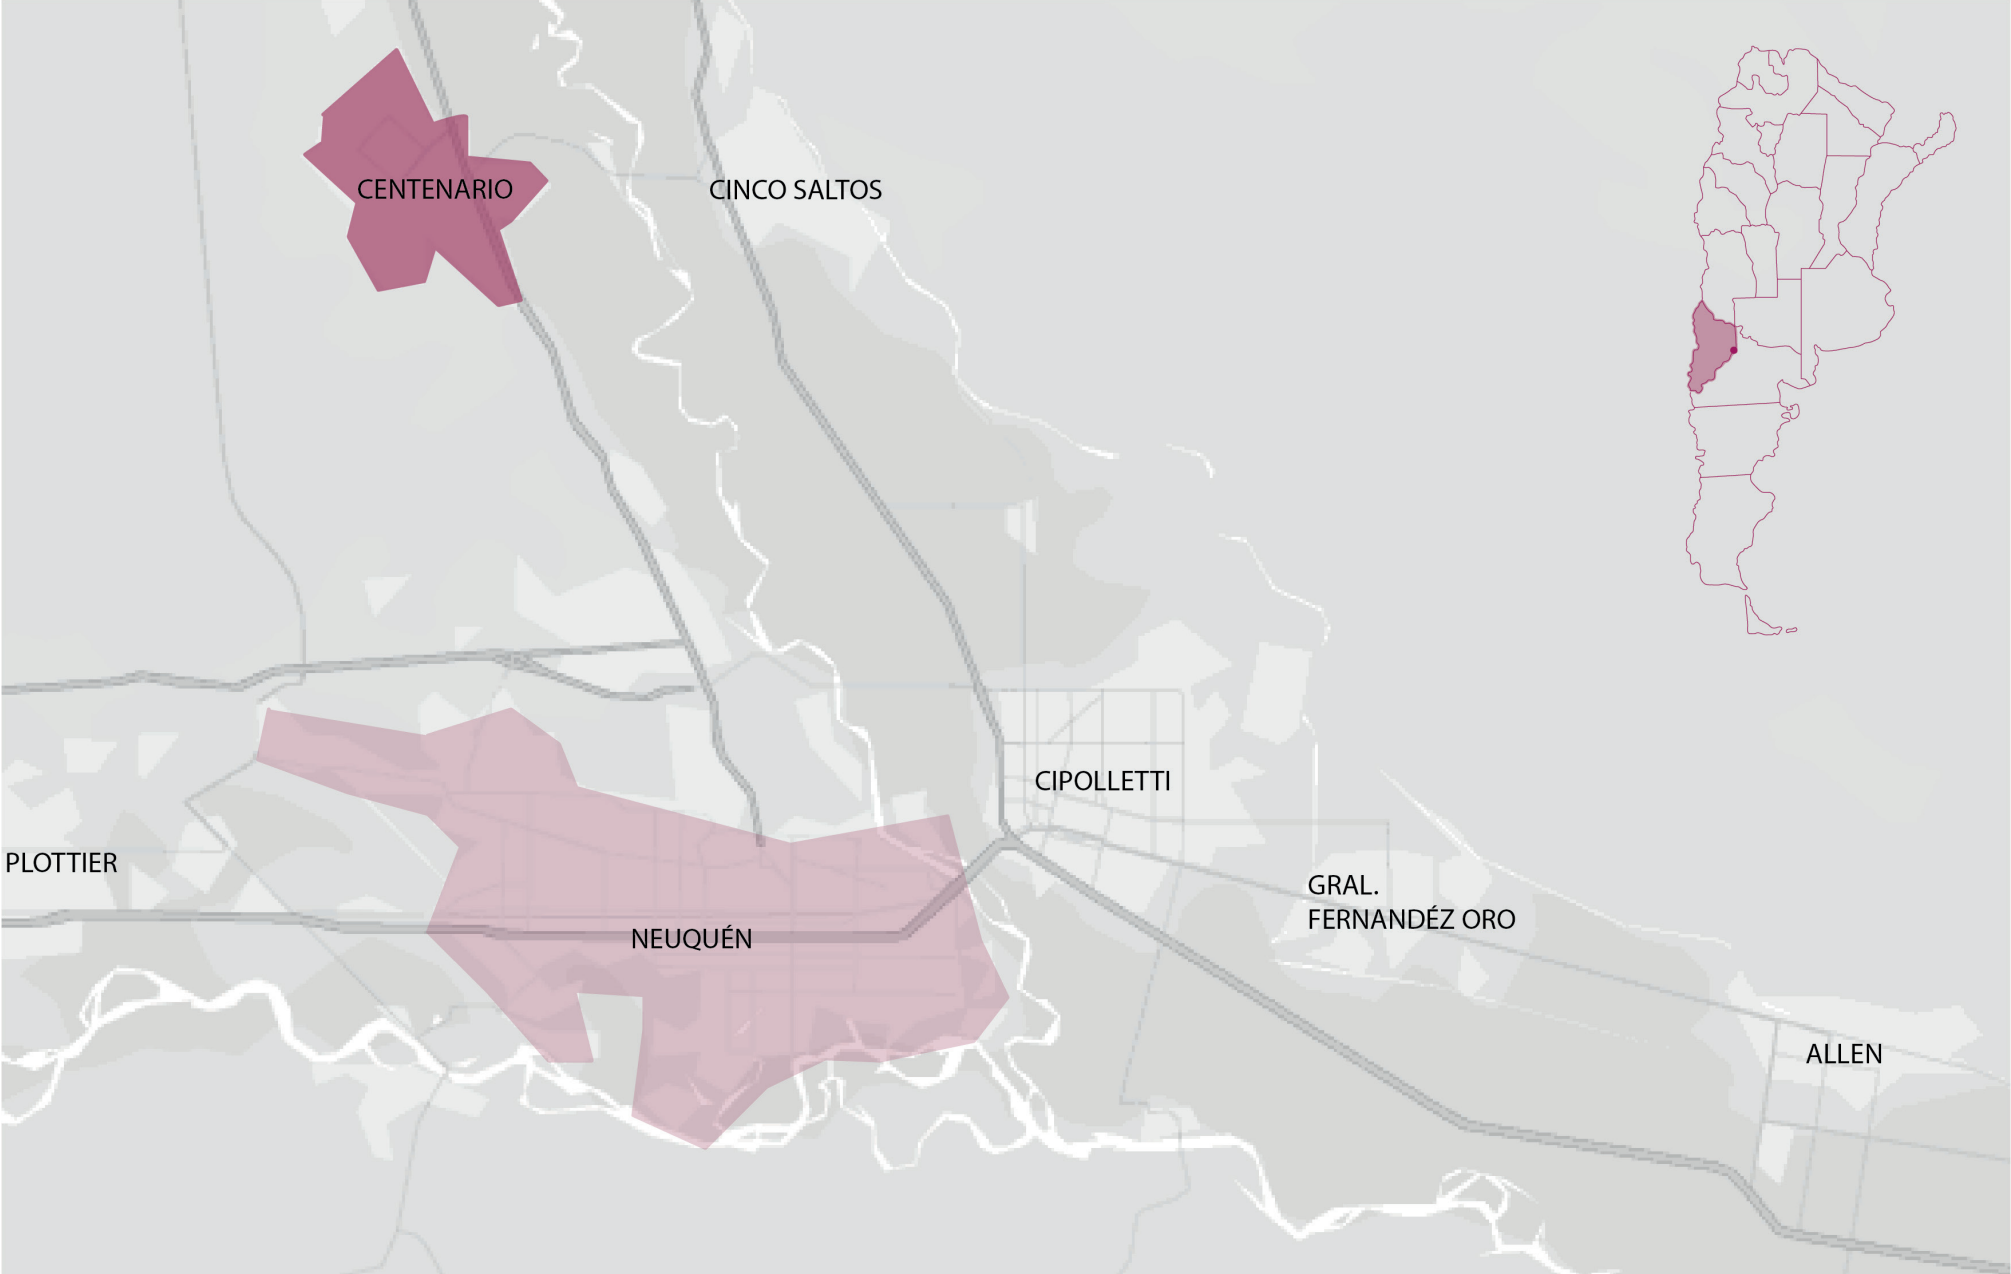 CENTENARIO
CINCO SALTOS
CIPOLLETTI
PLOTTIER
GRAL.
FERNANDÉZ ORO
NEUQUÉN
ALLEN